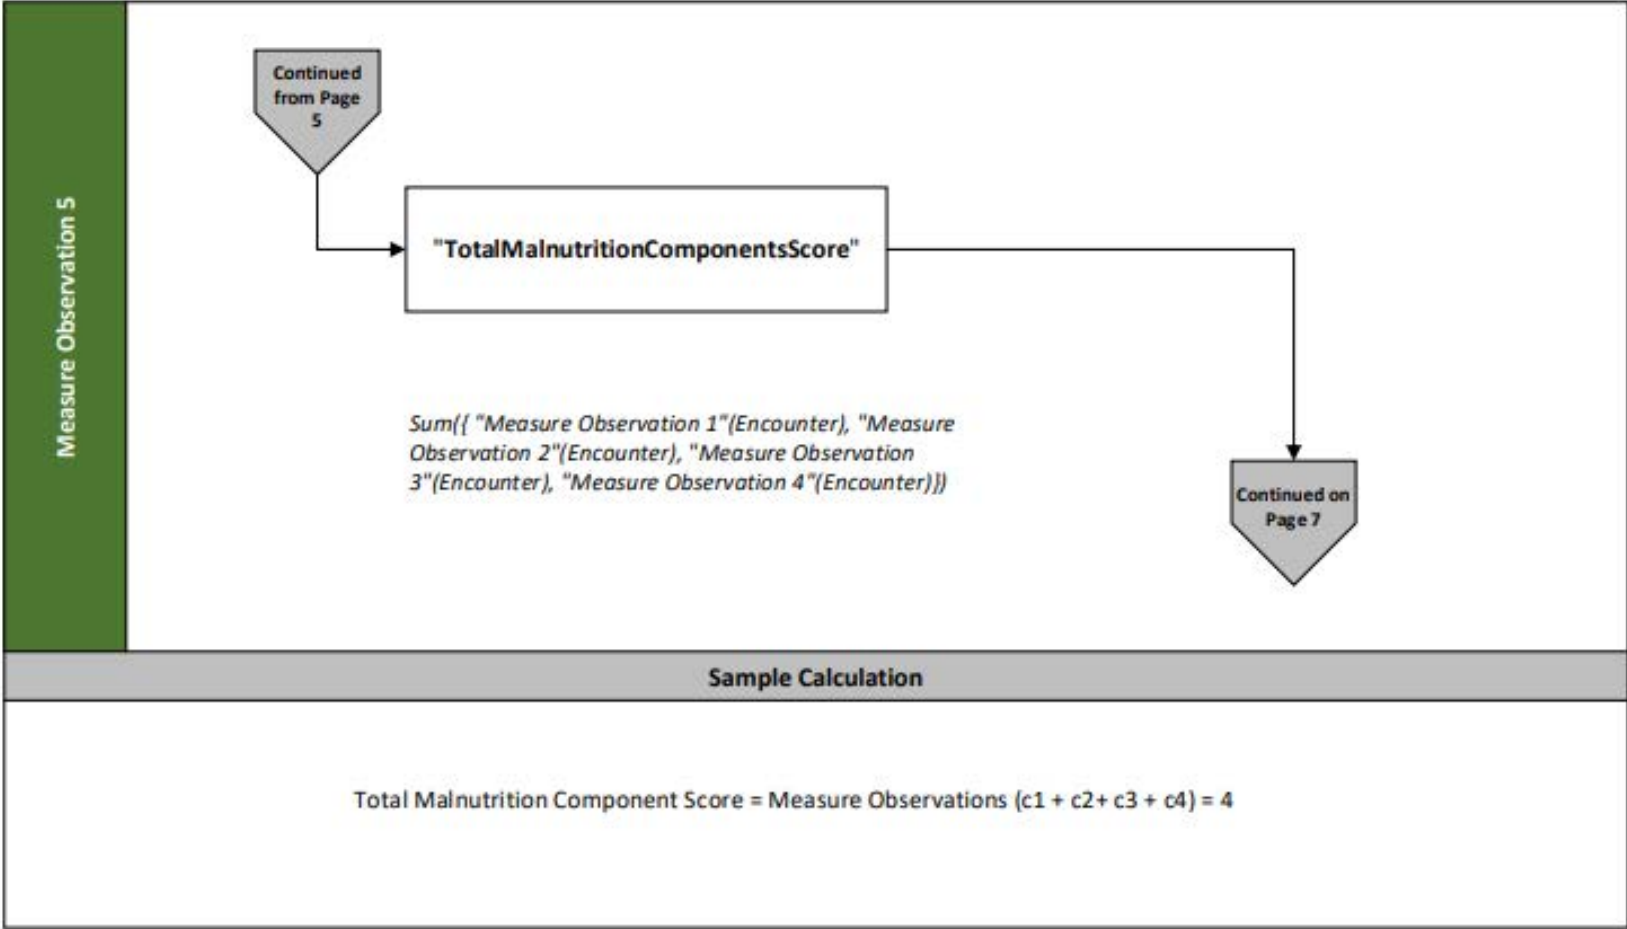 Measure Observation 5
Continued
from Page
5
"TotalMalnutritionComponentsScore"
Sum({ "Measure Observation 1"(Encounter), "Measure
Observation 2"(Encounter), "Measure Observation
3"(Encounter), "Measure Observation 4"(Encounter)})
Continued on
Page 7
Sample Calculation
Total Malnutrition Component Score = Measure Observations (c1 + c2+ c3 + c4) = 4